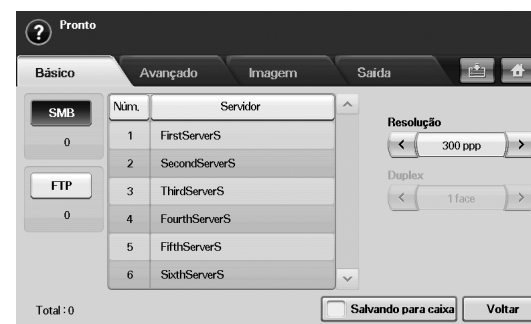 ? Pronto
Básico Avançado Imagem Saída
SMB
0
FTP
0
Núm. Servidor
1 FirstServerS
2 SecondServerS
3 ThirdServerS
4 FourthServerS
5 FifthServerS
6 SixthServerS
Resolução
< 300 ppp >
Duplex
< 1 face >
Total : 0
Salvando para caixa Voltar